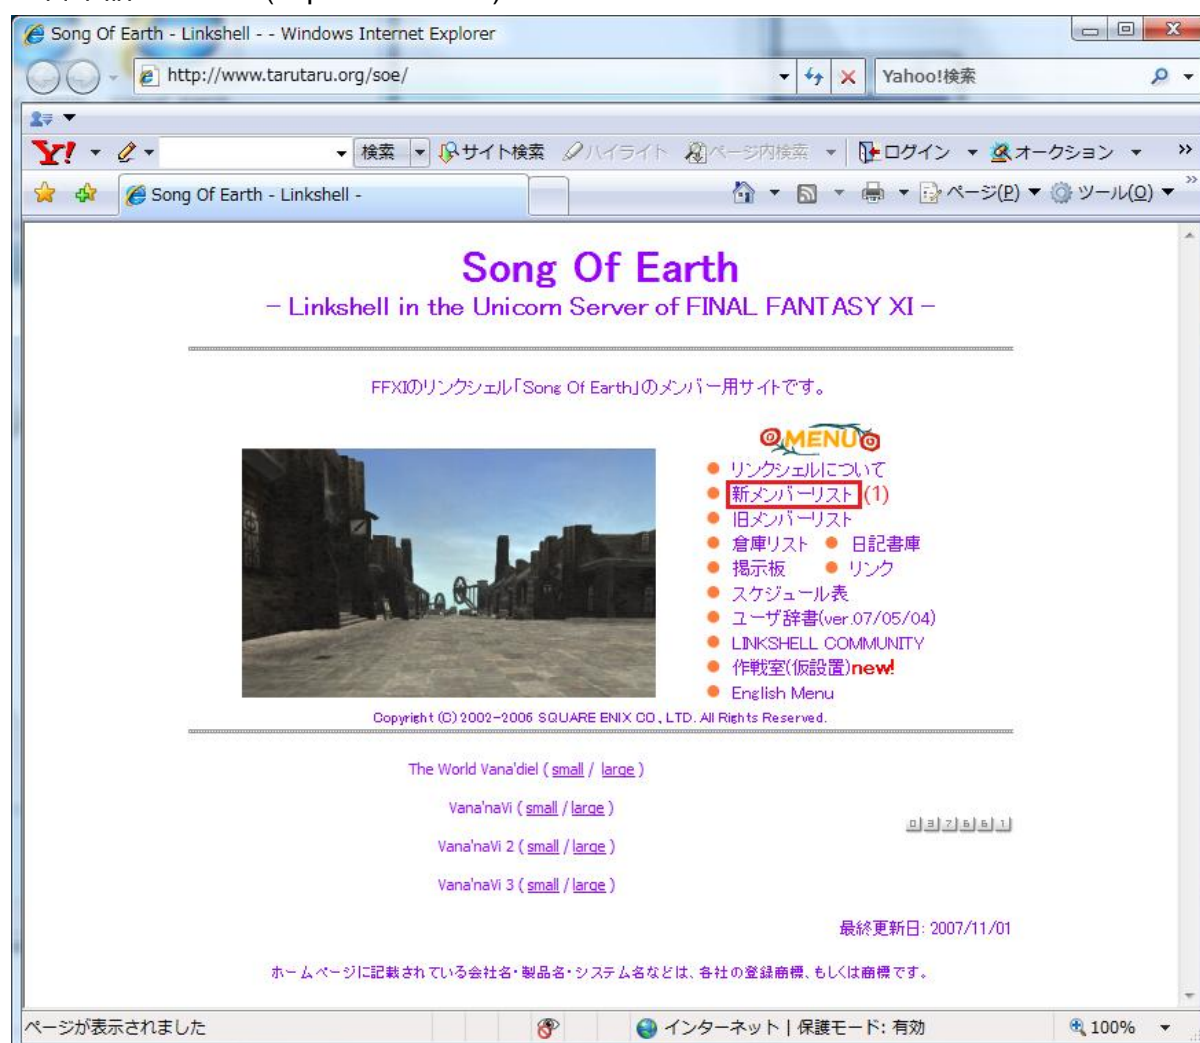 Song Of Earth - Linkshell - - Windows Internet Explorer
http://www.tarutaru.org/soe/
Yahoo!検索
Y!
検索
サイト検索
ハイライト
ページ内検索
ログイン
オークション
Song Of Earth - Linkshell -
ページ(P)
ツール(O)
Song Of Earth
- Linkshell in the Unicorn Server of FINAL FANTASY XI -
FFXIのリンクシェル「Song Of Earth」のメンバー用サイトです。
MENU
リンクシェルについて
新メンバーリスト (1)
旧メンバーリスト
倉庫リスト 日記書庫
掲示板 リンク
スケジュール表
ユーザ辞書(ver.07/05/04)
LINKSHELL COMMUNITY
作戦室(仮設置)new!
English Menu
Copyright (C) 2002-2006 SQUARE ENIX CO., LTD. All Rights Reserved.
The World Vana'diel ( small / large )
Vana'naVi ( small / large )
Vana'naVi 2 ( small / large )
Vana'naVi 3 ( small / large )
最終更新日: 2007/11/01
ホームページに記載されている会社名・製品名・システム名などは、各社の登録商標、もしくは商標です。
ページが表示されました
インターネット | 保護モード: 有効
100%